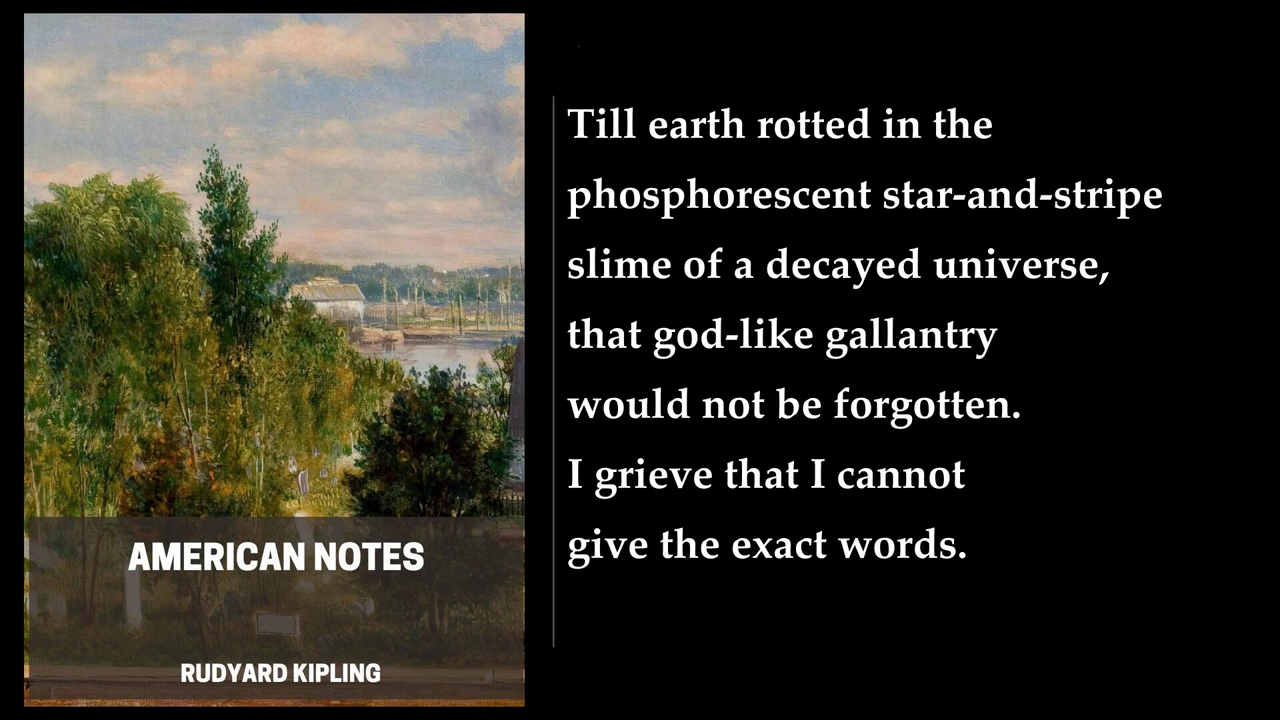 AMERICAN NOTES
RUDYARD KIPLING
Till earth rotted in the
phosphorescent star-and-stripe
slime of a decayed universe,
that god-like gallantry
would not be forgotten.
I grieve that I cannot
give the exact words.